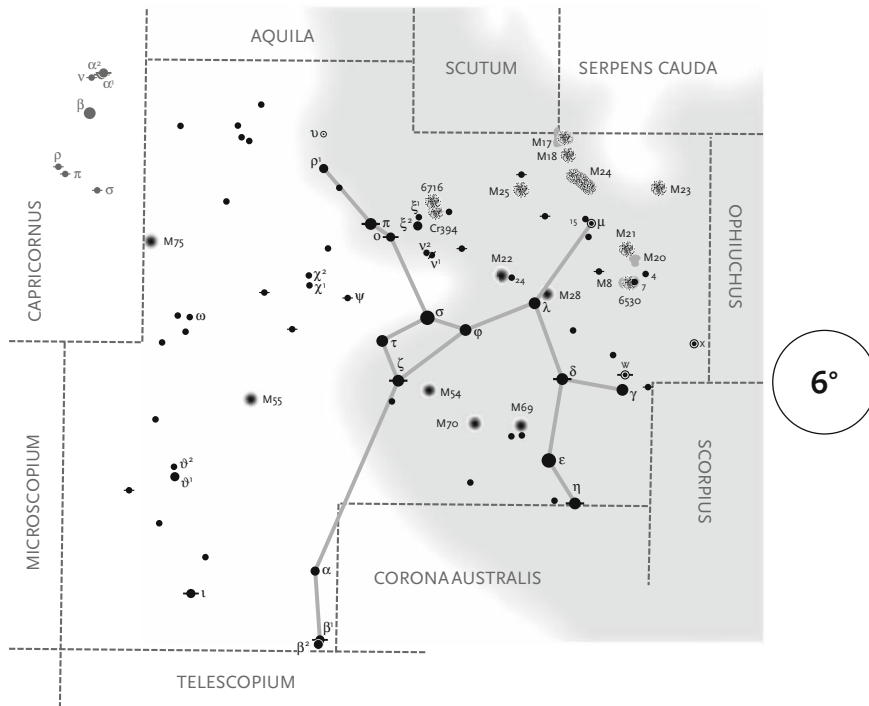 AQUILA
SCUTUM
SERPENS CAUDA
α²
ν
α¹
β
υ
M17
M18
ρ¹
ρ
π
σ
M24
M25
M23
6716
ξ¹
π
ξ²
Cr394
ο
15
μ
CAPRICORNUS
OPHIUCHUS
M75
ν²
ν¹
M21
M20
M22
24
4
M8
7
6530
χ²
χ¹
ψ
M28
λ
ω
σ
φ
τ
x
ζ
δ
w
γ
6°
M54
M55
M70
M69
MICROSCOPIUM
SCORPIUS
ϑ²
ϑ¹
ε
η
α
CORONA AUSTRALIS
ι
β¹
β²
TELESCOPIUM